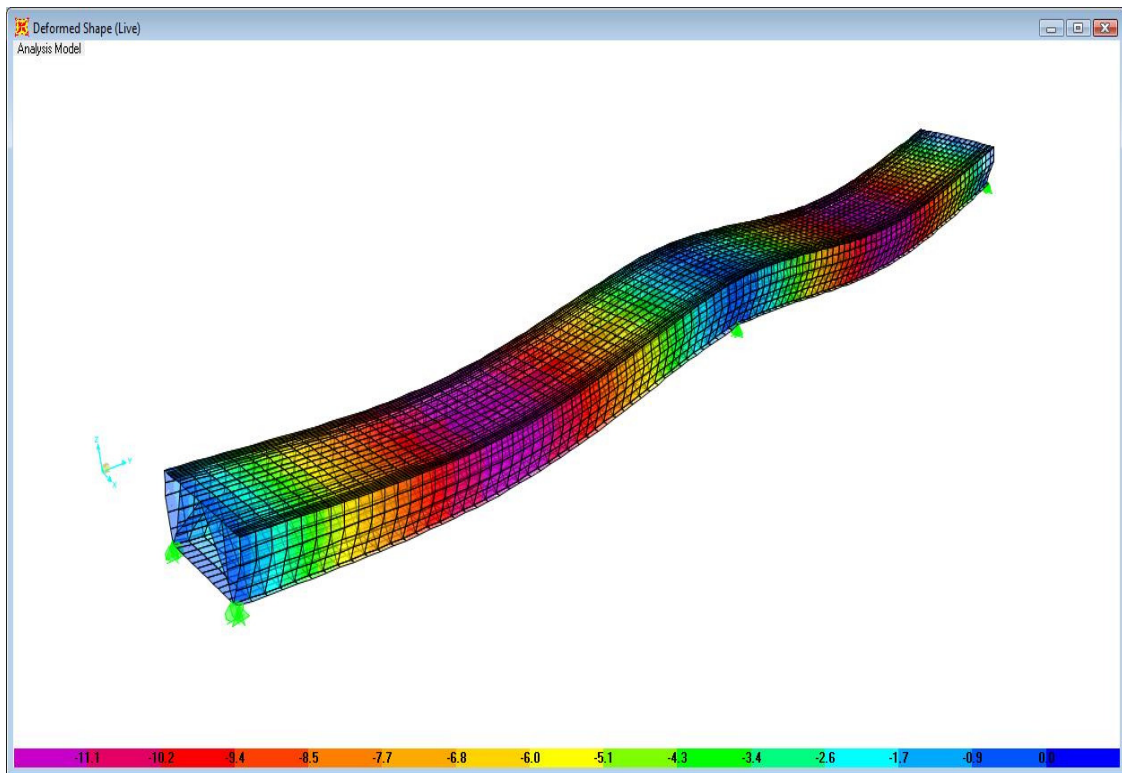 Deformed Shape (Live)
Analysis Model
Z
Y
X
-11.1 -10.2 -9.4 -8.5 -7.7 -6.8 -6.0 -5.1 -4.3 -3.4 -2.6 -1.7 -0.9 0.0